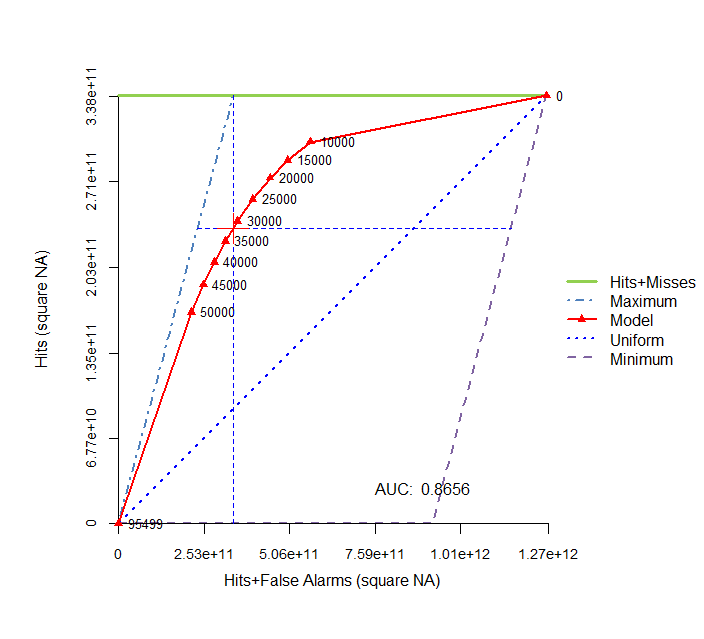 3.38e+11
0
10000
15000
20000
2.71e+11
25000
30000
35000
2.03e+11
40000
45000
50000
1.35e+11
6.77e+10
0
95499
Hits (square NA)
Hits+Misses
Maximum
Model
Uniform
Minimum
AUC: 0.8656
0 2.53e+11 5.06e+11 7.59e+11 1.01e+12 1.27e+12
Hits+False Alarms (square NA)